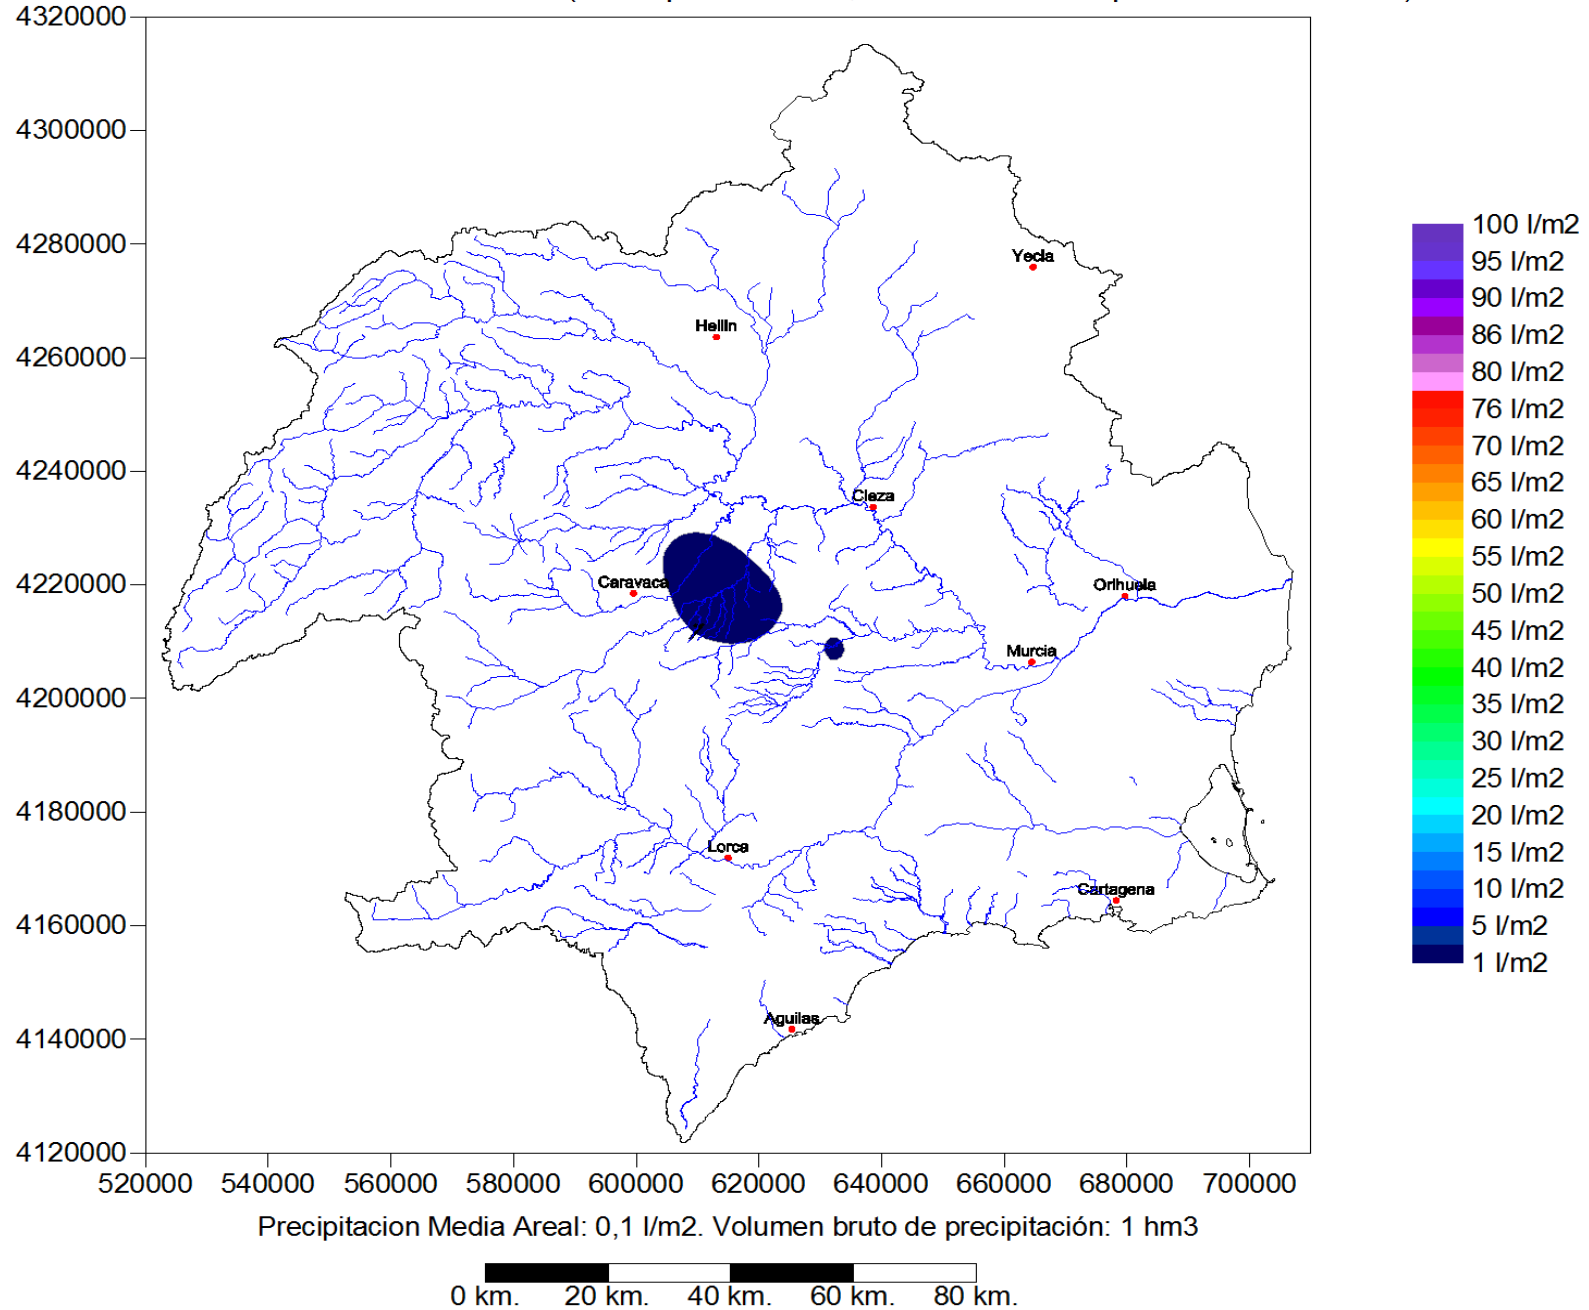 4320000
4300000
4280000
4260000
4240000
4220000
4200000
4180000
4160000
4140000
4120000
520000 540000 560000 580000 600000 620000 640000 660000 680000 700000
Yecla
Hellin
Cieza
Caravaca
Orihuela
Murcia
Lorca
Cartagena
Aguilas
100 l/m2
95 l/m2
90 l/m2
86 l/m2
80 l/m2
76 l/m2
70 l/m2
65 l/m2
60 l/m2
55 l/m2
50 l/m2
45 l/m2
40 l/m2
35 l/m2
30 l/m2
25 l/m2
20 l/m2
15 l/m2
10 l/m2
5 l/m2
1 l/m2
Precipitacion Media Areal: 0,1 l/m2. Volumen bruto de precipitación: 1 hm3
0 km. 20 km. 40 km. 60 km. 80 km.